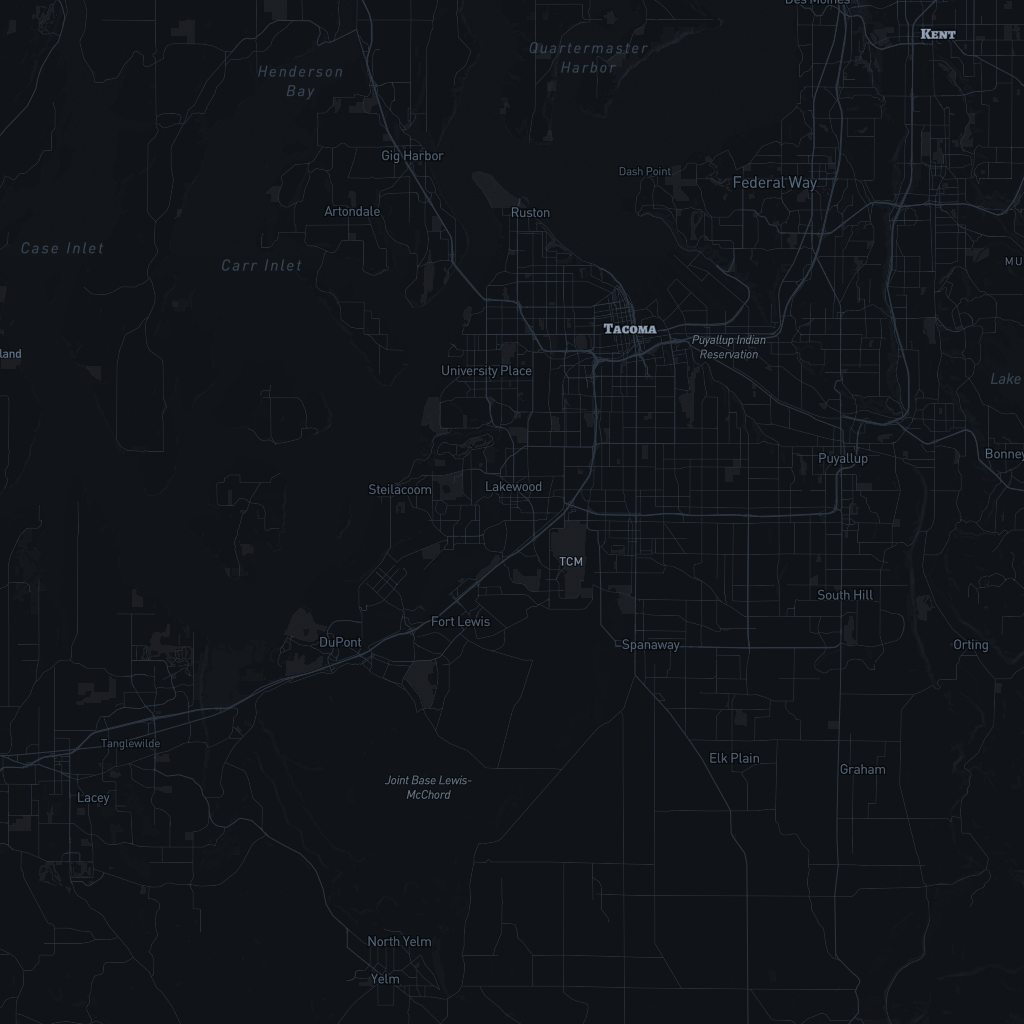 Des Moines
Kent
Quartermaster
Harbor
Henderson
Bay
Gig Harbor
Dash Point
Federal Way
Artondale
Ruston
Case Inlet
Carr Inlet
MU
Tacoma
Puyallup Indian
Reservation
land
University Place
Lake
Puyallup
Bonney
Steilacoom
Lakewood
TCM
South Hill
Fort Lewis
DuPont
Spanaway
Orting
Tanglewilde
Elk Plain
Graham
Joint Base Lewis-
McChord
Lacey
North Yelm
Yelm